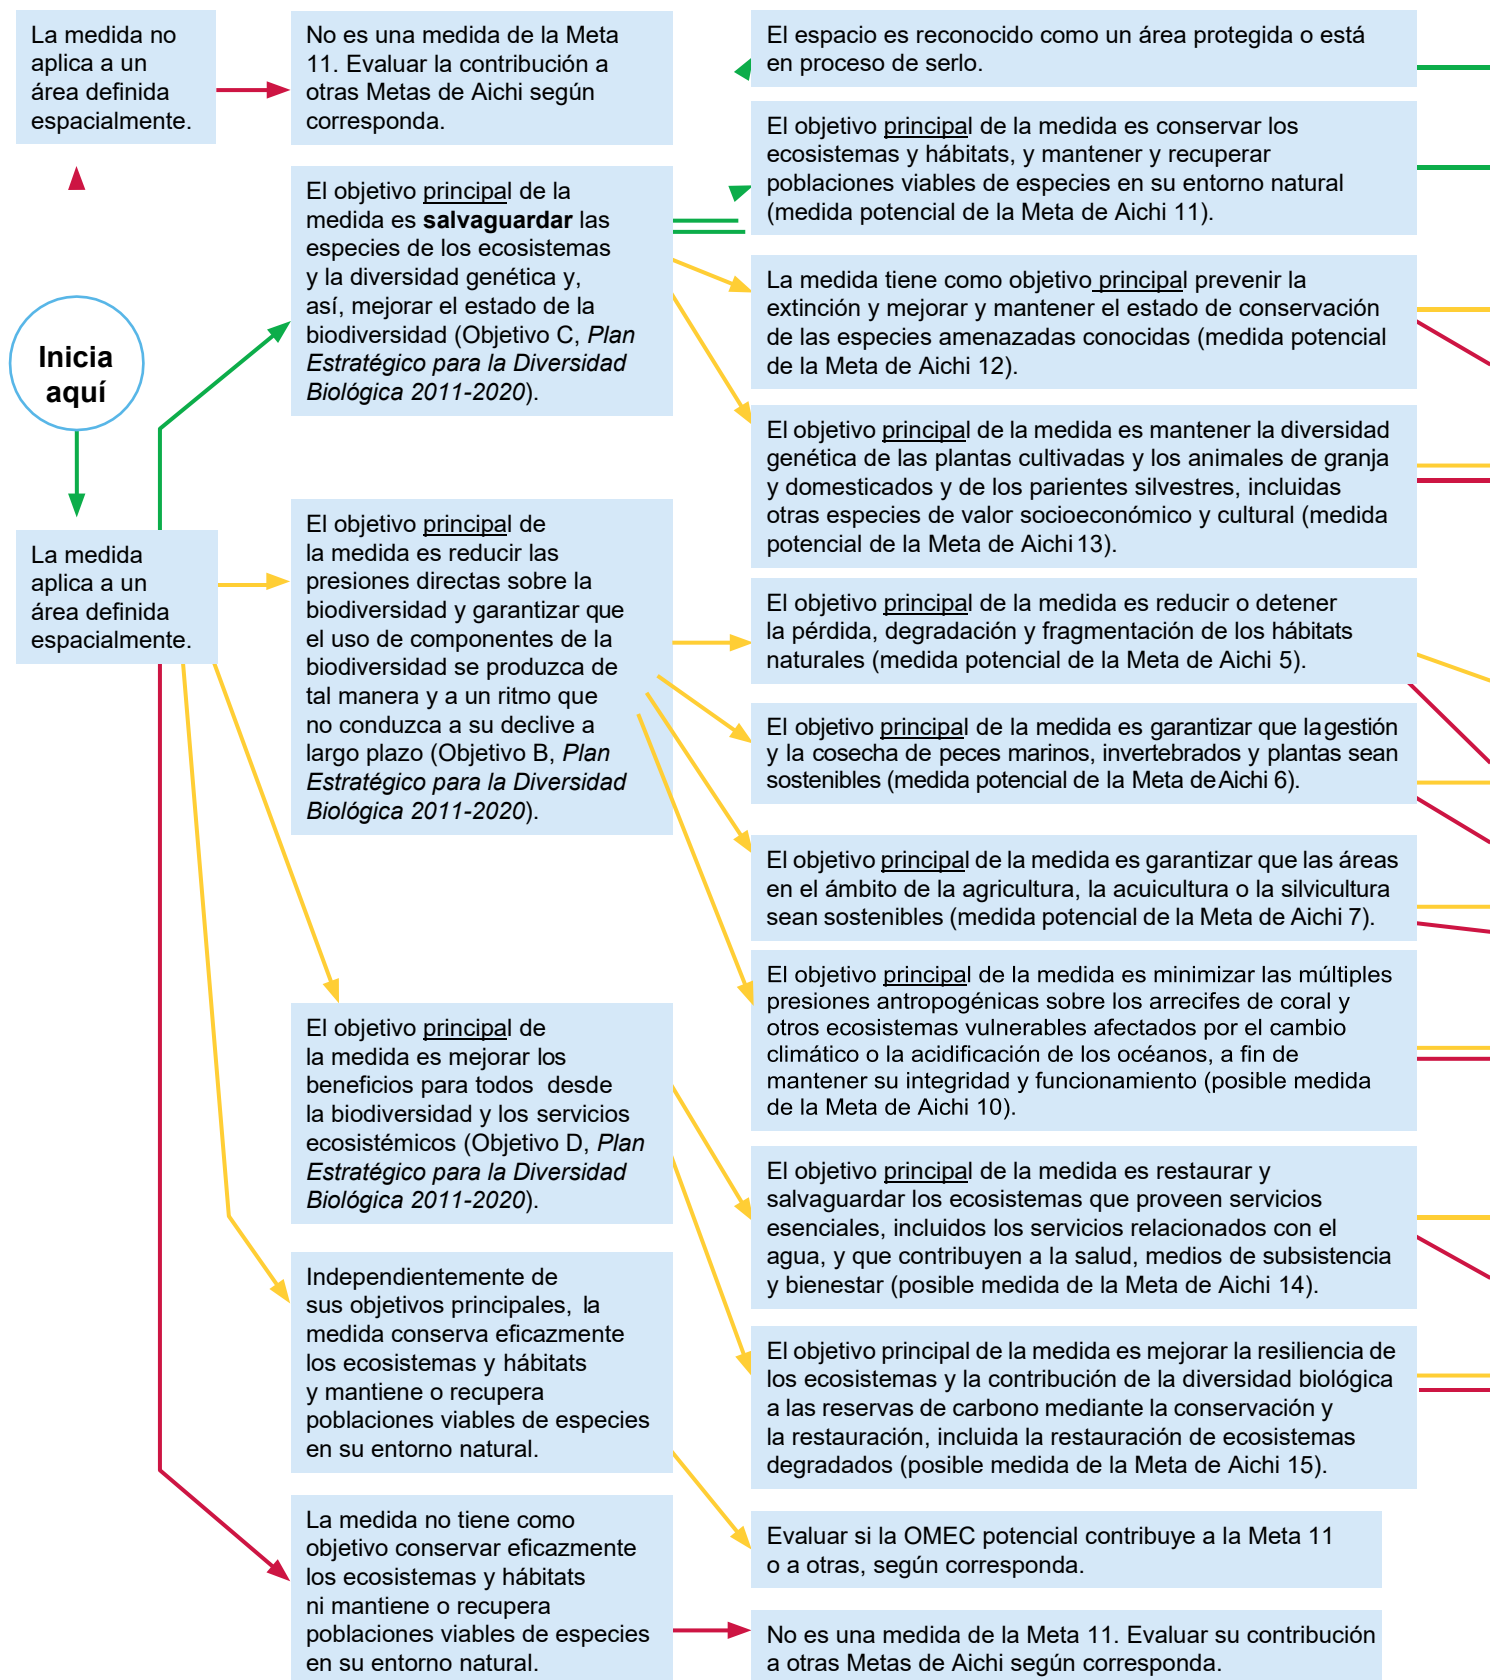 La medida no
aplica a un
área definida
espacialmente.
No es una medida de la Meta
11. Evaluar la contribución a
otras Metas de Aichi según
corresponda.
El espacio es reconocido como un área protegida o está
en proceso de serlo.
El objetivo principal de la medida es conservar los
ecosistemas y hábitats, y mantener y recuperar
poblaciones viables de especies en su entorno natural
(medida potencial de la Meta de Aichi 11).
El objetivo principal de la
medida es salvaguardar las
especies de los ecosistemas
y la diversidad genética y,
así, mejorar el estado de la
biodiversidad (Objetivo C, Plan
Estratégico para la Diversidad
Biológica 2011-2020).
La medida tiene como objetivo principal prevenir la
extinción y mejorar y mantener el estado de conservación
de las especies amenazadas conocidas (medida potencial
de la Meta de Aichi 12).
Inicia
aquí
El objetivo principal de la medida es mantener la diversidad
genética de las plantas cultivadas y los animales de granja
y domesticados y de los parientes silvestres, incluidas
otras especies de valor socioeconómico y cultural (medida
potencial de la Meta de Aichi 13).
La medida
aplica a un
área definida
espacialmente.
El objetivo principal de
la medida es reducir las
presiones directas sobre la
biodiversidad y garantizar que
el uso de componentes de la
biodiversidad se produzca de
tal manera y a un ritmo que
no conduzca a su declive a
largo plazo (Objetivo B, Plan
Estratégico para la Diversidad
Biológica 2011-2020).
El objetivo principal de la medida es reducir o detener
la pérdida, degradación y fragmentación de los hábitats
naturales (medida potencial de la Meta de Aichi 5).
El objetivo principal de la medida es garantizar que la gestión
y la cosecha de peces marinos, invertebrados y plantas sean
sostenibles (medida potencial de la Meta de Aichi 6).
El objetivo principal de la medida es garantizar que las áreas
en el ámbito de la agricultura, la acuicultura o la silvicultura
sean sostenibles (medida potencial de la Meta de Aichi 7).
El objetivo principal de la medida es minimizar las múltiples
presiones antropogénicas sobre los arrecifes de coral y
otros ecosistemas vulnerables afectados por el cambio
climático o la acidificación de los océanos, a fin de
mantener su integridad y funcionamiento (posible medida
de la Meta de Aichi 10).
El objetivo principal de
la medida es mejorar los
beneficios para todos desde
la biodiversidad y los servicios
ecosistémicos (Objetivo D, Plan
Estratégico para la Diversidad
Biológica 2011-2020).
El objetivo principal de la medida es restaurar y
salvaguardar los ecosistemas que proveen servicios
esenciales, incluidos los servicios relacionados con el
agua, y que contribuyen a la salud, medios de subsistencia
y bienestar (posible medida de la Meta de Aichi 14).
Independientemente de
sus objetivos principales, la
medida conserva eficazmente
los ecosistemas y hábitats
y mantiene o recupera
poblaciones viables de especies
en su entorno natural.
El objetivo principal de la medida es mejorar la resiliencia de
los ecosistemas y la contribución de la diversidad biológica
a las reservas de carbono mediante la conservación y
la restauración, incluida la restauración de ecosistemas
degradados (posible medida de la Meta de Aichi 15).
La medida no tiene como
objetivo conservar eficazmente
los ecosistemas y hábitats
ni mantiene o recupera
poblaciones viables de especies
en su entorno natural.
Evaluar si la OMEC potencial contribuye a la Meta 11
o a otras, según corresponda.
No es una medida de la Meta 11. Evaluar su contribución
a otras Metas de Aichi según corresponda.